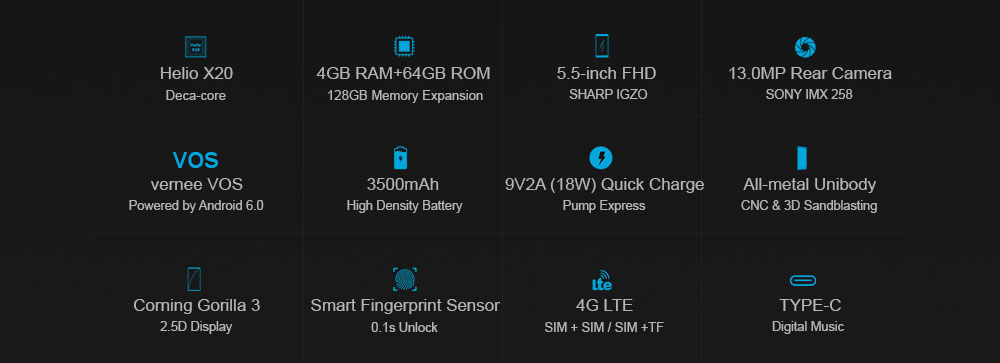 Helio X20
Helio X20
Deca-core
4GB RAM+64GB ROM
128GB Memory Expansion
5.5-inch FHD
SHARP IGZO
13.0MP Rear Camera
SONY IMX 258
VOS
vernee VOS
Powered by Android 6.0
3500mAh
High Density Battery
9V2A (18W) Quick Charge
Pump Express
All-metal Unibody
CNC & 3D Sandblasting
Corning Gorilla 3
2.5D Display
Smart Fingerprint Sensor
0.1s Unlock
Lte
4G LTE
SIM + SIM / SIM +TF
TYPE-C
Digital Music